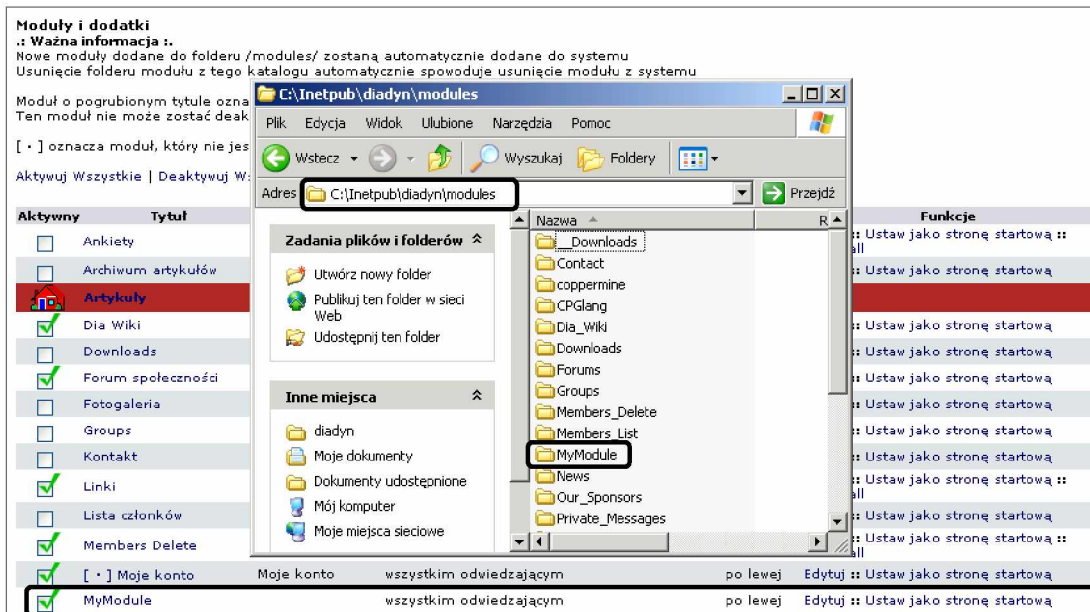 Moduły i dodatki
.: Ważna informacja :.
Nowe moduły dodane do folderu /modules/ zostaną automatycznie dodane do systemu
Usunięcie folderu modułu z tego katalogu automatycznie spowoduje usunięcie modułu z systemu
Moduł o pogrubionym tytule ozna
Ten moduł nie może zostać deak
[ · ] oznacza moduł, który nie jes
Aktywuj Wszystkie | Deaktywuj W
C:\Inetpub\diadyn\modules
Plik Edycja Widok Ulubione Narzędzia Pomoc
Wstecz Wyszukaj Foldery
Adres C:\Inetpub\diadyn\modules Przejdź
Zadania plików i folderów
Utwórz nowy folder
Publikuj ten folder w sieci
Web
Udostępnij ten folder
Inne miejsca
diadyn
Moje dokumenty
Dokumenty udostępnione
Mój komputer
Moje miejsca sieciowe
Nazwa R
__Downloads
Contact
coppermine
CPGlang
Dia_Wiki
Downloads
Forums
Groups
Members_Delete
Members_List
MyModule
News
Our_Sponsors
Private_Messages
Aktywny Tytuł Funkcje
Ankiety :: Ustaw jako stronę startową ::
all
Archiwum artykułów :: Ustaw jako stronę startową
Artykuły
Dia Wiki :: Ustaw jako stronę startową
Downloads :: Ustaw jako stronę startową
Forum społeczności :: Ustaw jako stronę startową
Fotogaleria :: Ustaw jako stronę startową
Groups :: Ustaw jako stronę startową
Kontakt :: Ustaw jako stronę startową
Linki :: Ustaw jako stronę startową ::
all
Lista członków :: Ustaw jako stronę startową
Members Delete :: Ustaw jako stronę startową ::
all
[ · ] Moje konto Moje konto wszystkim odwiedzającym po lewej Edytuj :: Ustaw jako stronę startową
MyModule wszystkim odwiedzającym po lewej Edytuj :: Ustaw jako stronę startową